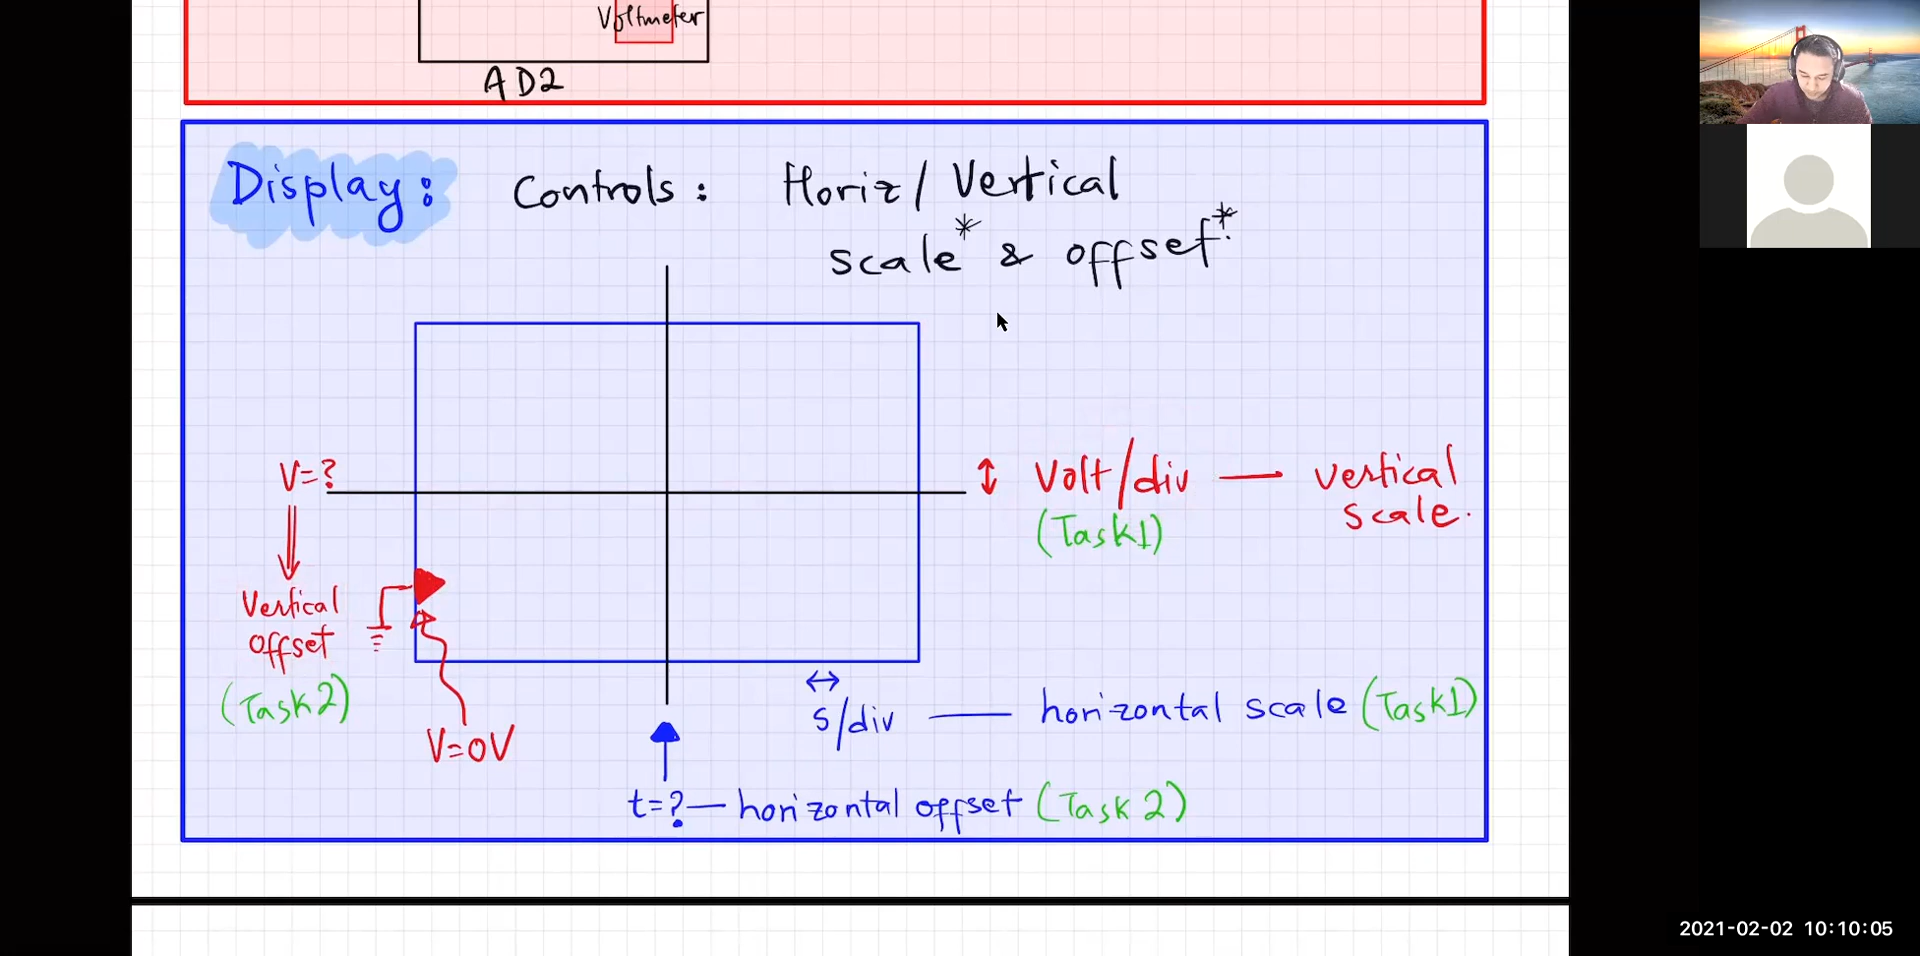 Voltmeter
AD2
Display: Controls: Horiz/Vertical
scale* & offset*.
V=?
Volt/div — vertical
scale.
(Task1)
Vertical
offset
(Task2)
V=0V
s/div — horizontal scale (Task1)
t=? — horizontal offset (Task 2)
2021-02-02 10:10:05